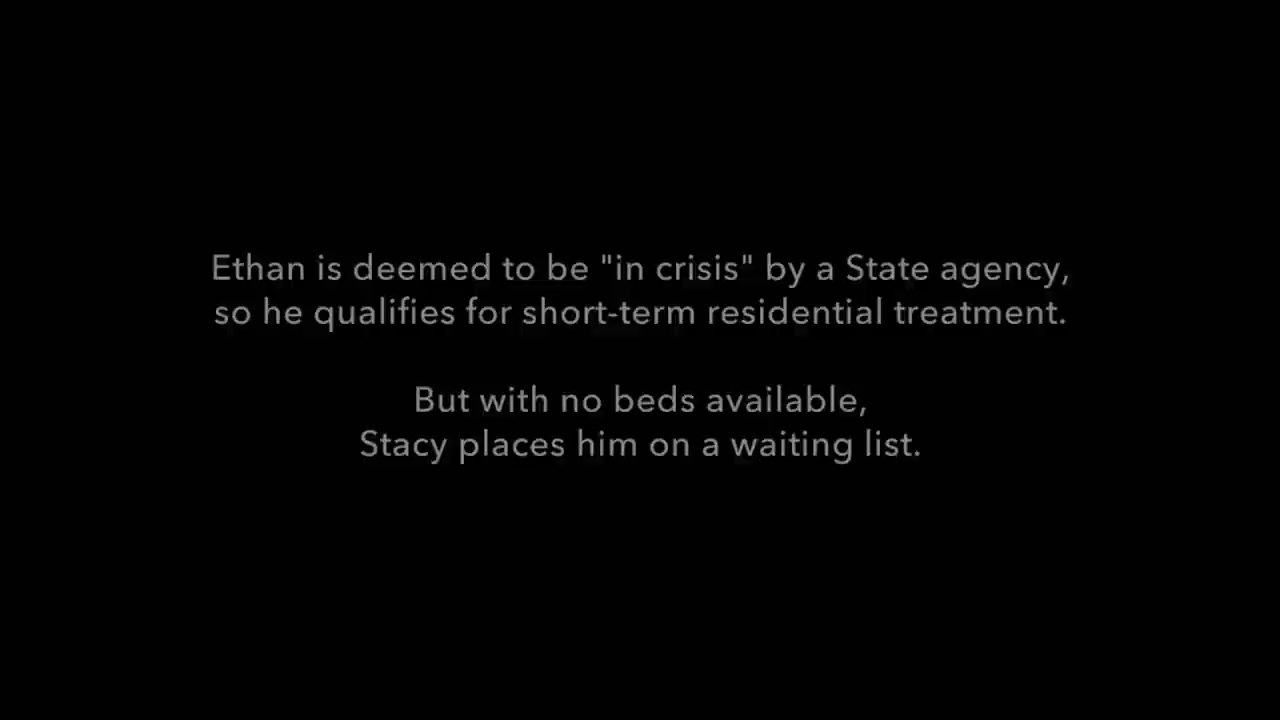 Ethan is deemed to be "in crisis" by a State agency,
so he qualifies for short-term residential treatment.
But with no beds available,
Stacy places him on a waiting list.